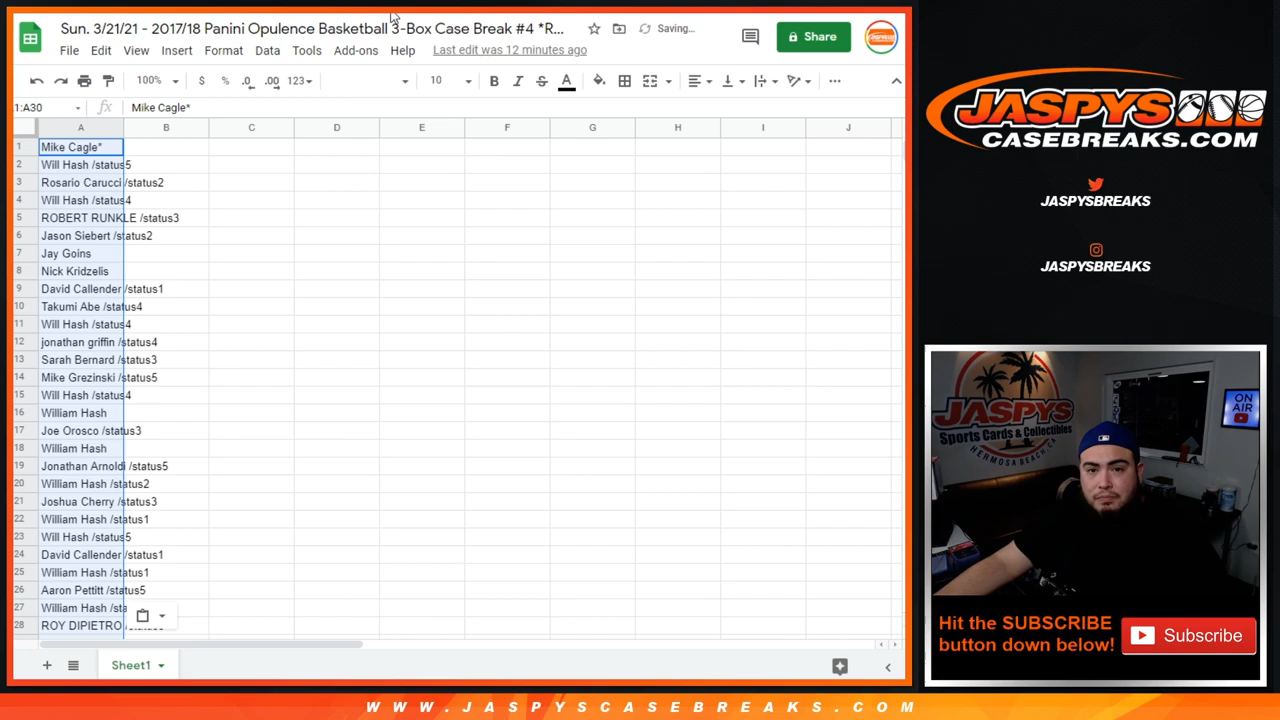 Sun. 3/21/21 - 2017/18 Panini Opulence Basketball 3-Box Case Break #4 *R...
Saving...
Share
File Edit View Insert Format Data Tools Add-ons Help Last edit was 12 minutes ago
100% $ % .0 .00 123 10 B I S A
1:A30 fx Mike Cagle*
A B C D E F G H I J
1 Mike Cagle*
2 Will Hash /status5
3 Rosario Carucci /status2
4 Will Hash /status4
5 ROBERT RUNKLE /status3
6 Jason Siebert /status2
7 Jay Goins
8 Nick Kridzelis
9 David Callender /status1
10 Takumi Abe /status4
11 Will Hash /status4
12 jonathan griffin /status4
13 Sarah Bernard /status3
14 Mike Grezinski /status5
15 Will Hash /status4
16 William Hash
17 Joe Orosco /status3
18 William Hash
19 Jonathan Arnoldi /status5
20 William Hash /status2
21 Joshua Cherry /status3
22 William Hash /status1
23 Will Hash /status5
24 David Callender /status1
25 William Hash /status1
26 Aaron Pettitt /status5
27 William Hash /sta
28 ROY DIPIETRO
Sheet1
JASPYS
CASEBREAKS.COM
JASPYSBREAKS
JASPYSBREAKS
JASPYS
Sports Cards & Collectibles
HERMOSA BEACH, CA
ON AIR
Hit the SUBSCRIBE
button down below!
Subscribe
WWW.JASPYSCASEBREAKS.COM